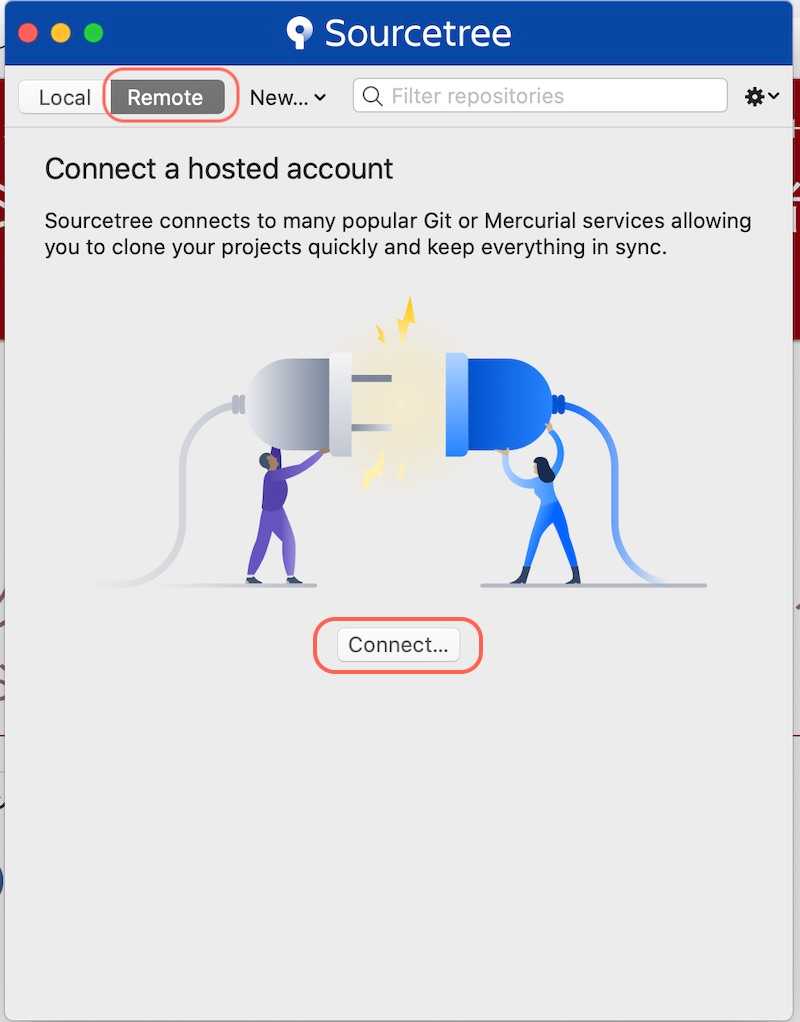 Sourcetree
Local Remote New... Filter repositories
Connect a hosted account
Sourcetree connects to many popular Git or Mercurial services allowing
you to clone your projects quickly and keep everything in sync.
Connect...